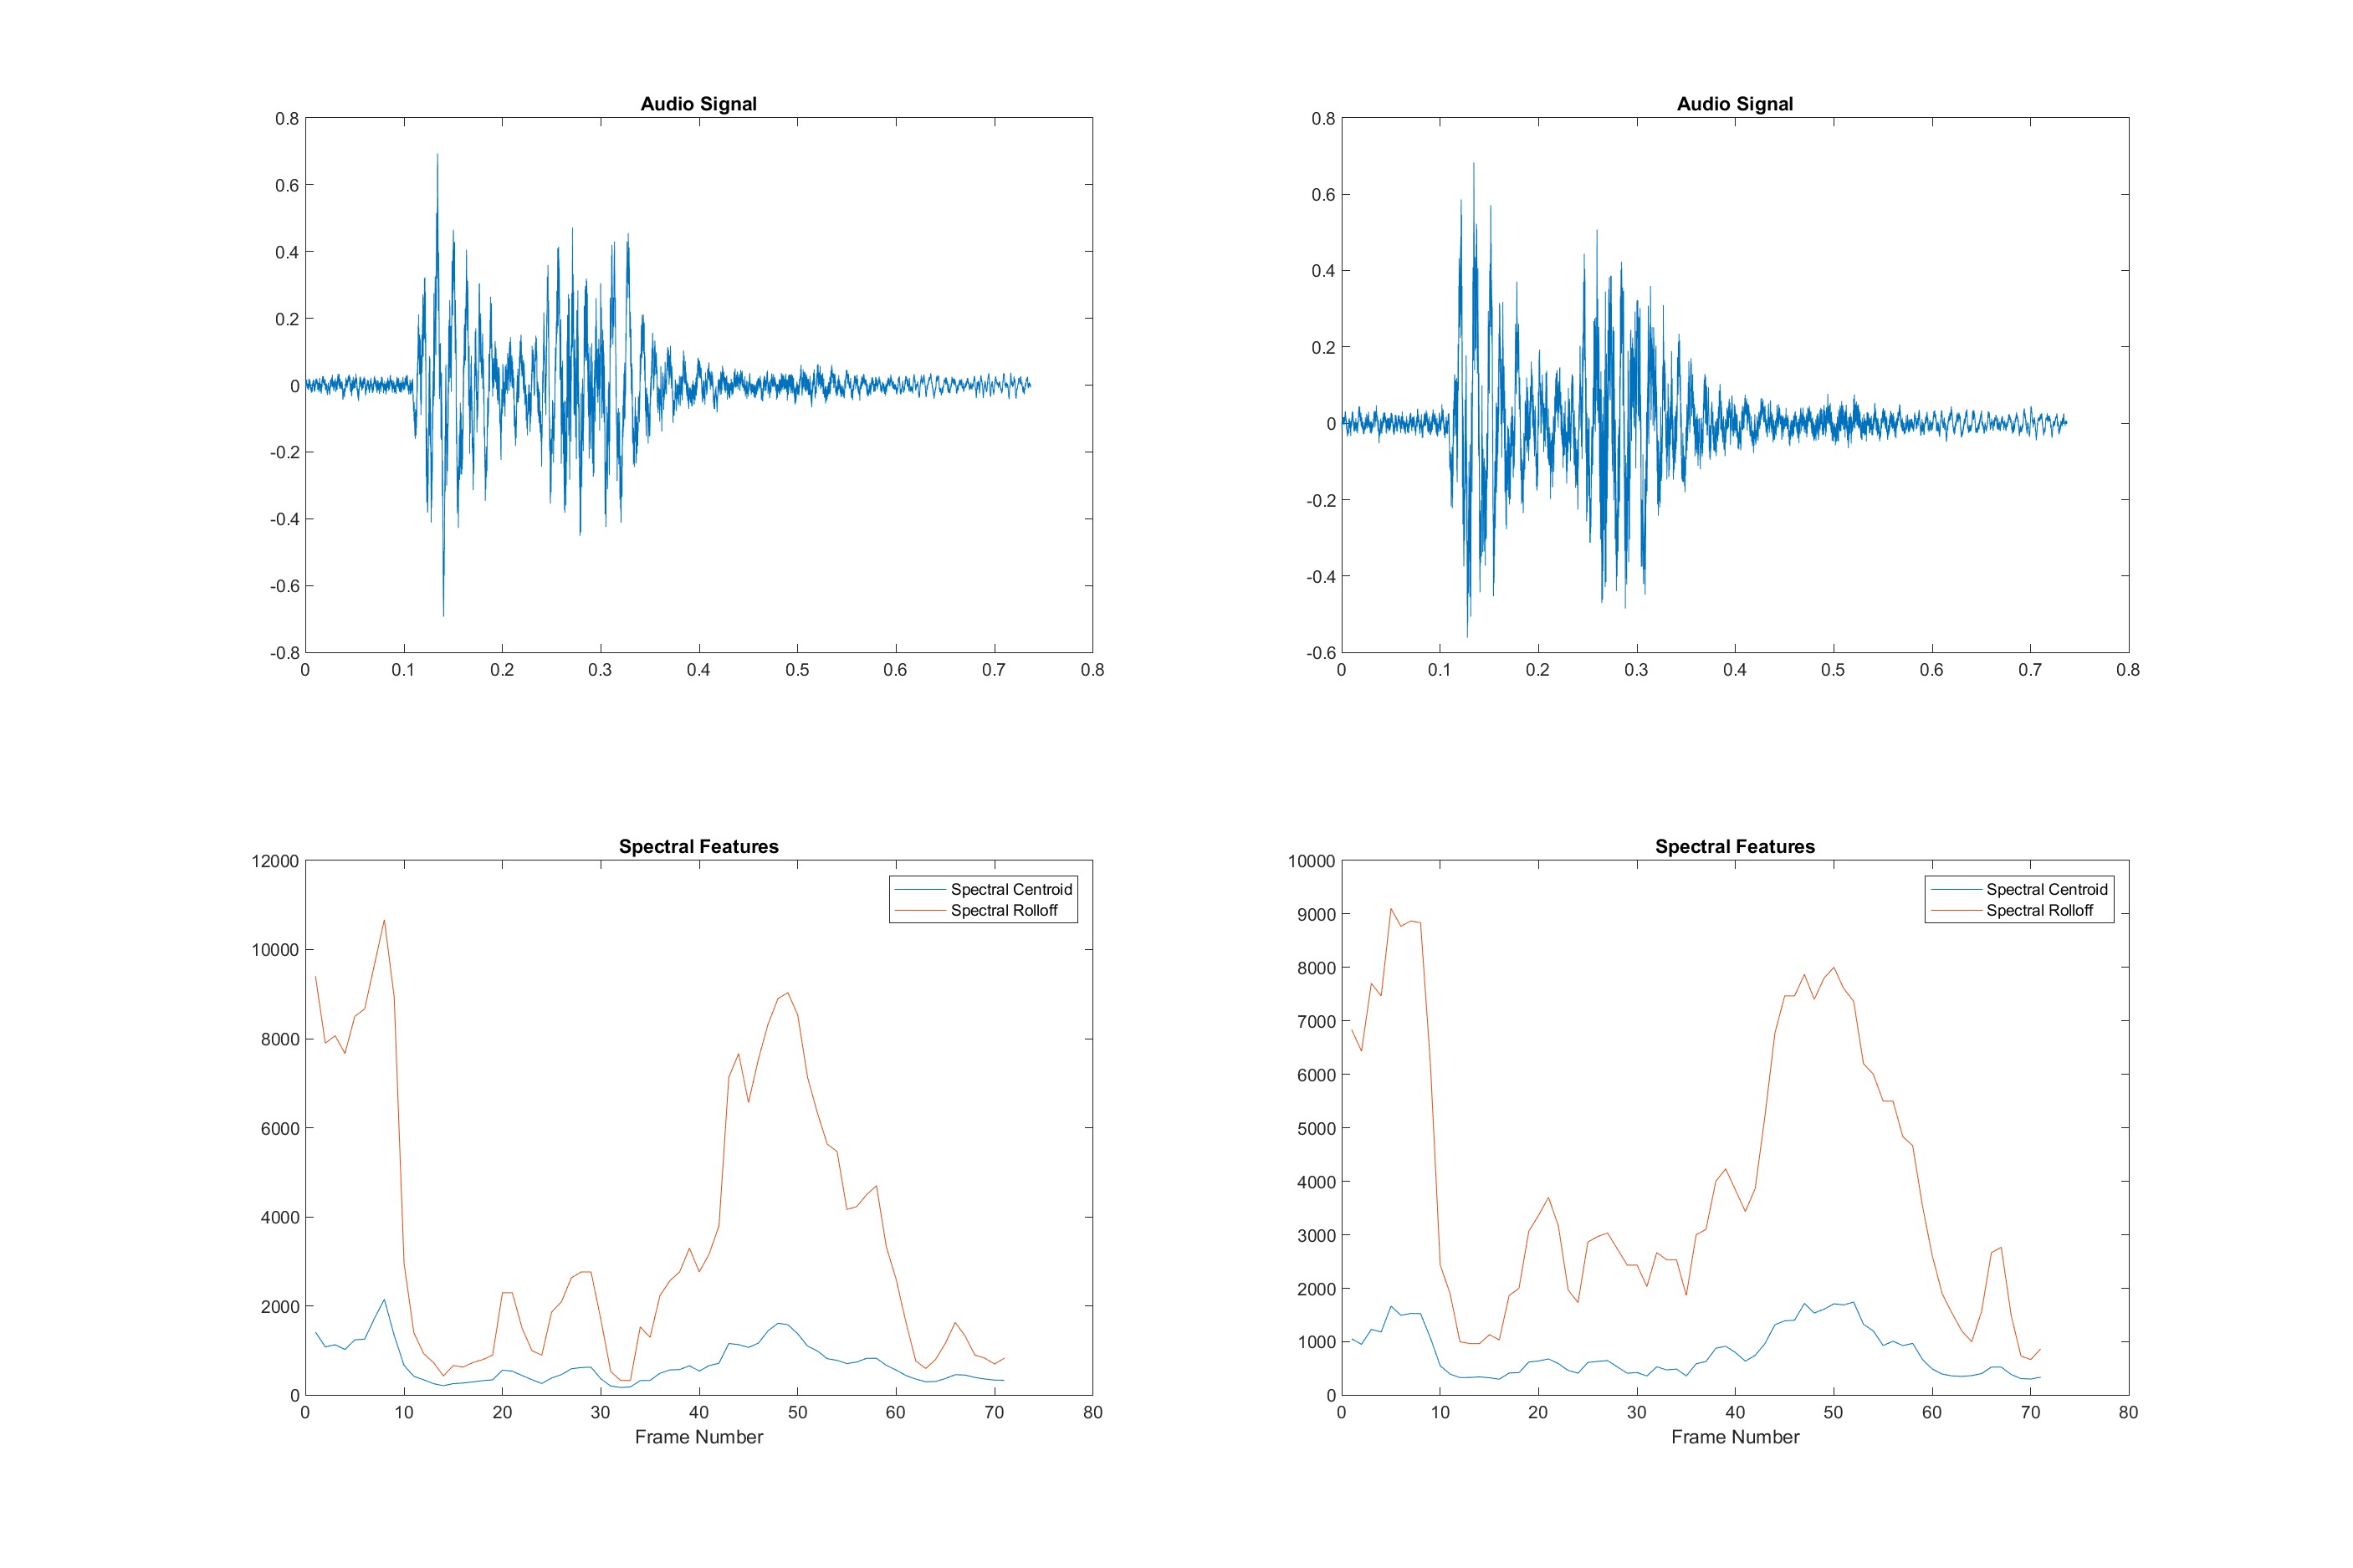 Audio Signal
0.8
0.6
0.4
0.2
0
-0.2
-0.4
-0.6
-0.8
0 0.1 0.2 0.3 0.4 0.5 0.6 0.7 0.8
Audio Signal
0.8
0.6
0.4
0.2
0
-0.2
-0.4
-0.6
0 0.1 0.2 0.3 0.4 0.5 0.6 0.7 0.8
Spectral Features
12000
10000
8000
6000
4000
2000
0
Spectral Centroid
Spectral Rolloff
0 10 20 30 40 50 60 70 80
Frame Number
Spectral Features
10000
9000
8000
7000
6000
5000
4000
3000
2000
1000
0
Spectral Centroid
Spectral Rolloff
0 10 20 30 40 50 60 70 80
Frame Number